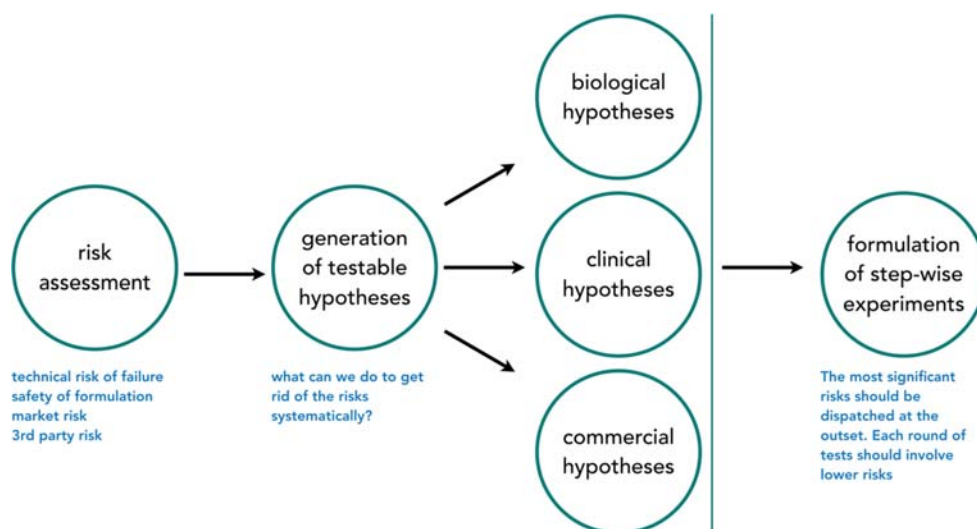 risk
assessment
technical risk of failure
safety of formulation
market risk
3rd party risk
generation
of testable
hypotheses
what can we do to get
rid of the risks
systematically?
biological
hypotheses
clinical
hypotheses
commercial
hypotheses
formulation
of step-wise
experiments
The most significant
risks should be
dispatched at the
outset. Each round of
tests should involve
lower risks